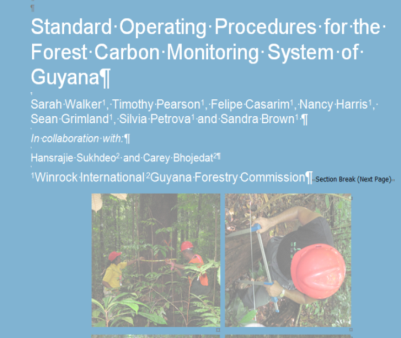 Standard Operating Procedures for the
Forest Carbon Monitoring System of
Guyana¶
Sarah Walker¹, Timothy Pearson¹, Felipe Casarim¹, Nancy Harris¹,
Sean Grimland¹, Silvia Petrova¹ and Sandra Brown¹¶
In collaboration with:¶
Hansrajie Sukhdeo² and Carey Bhojedat²¶
¹Winrock International ²Guyana Forestry Commission¶ Section Break (Next Page)